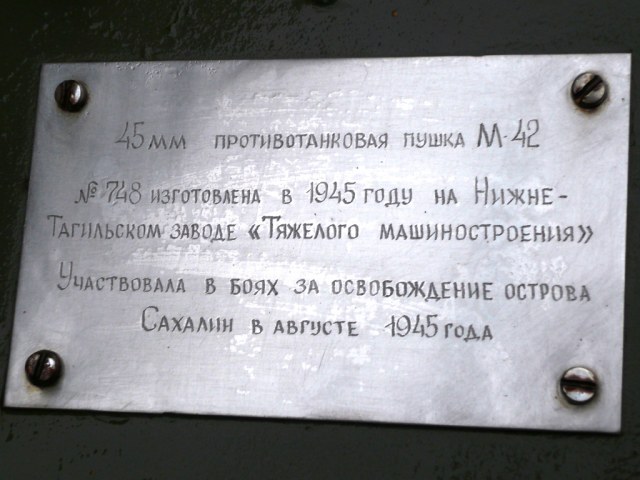 45мм противотанковая пушка М-42
№ 748 изготовлена в 1945 году на Нижне-
Тагильском заводе «Тяжелого машиностроения»
Участвовала в боях за освобождение острова
Сахалин в августе 1945 года